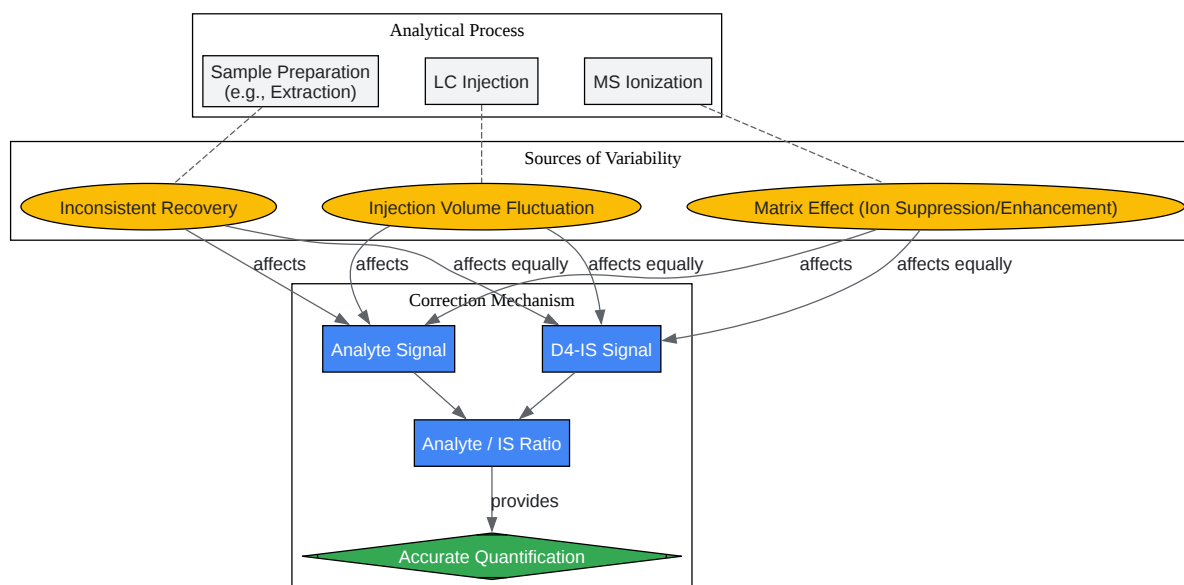 Analytical Process
Sample Preparation
(e.g., Extraction)
LC Injection
MS Ionization
Sources of Variability
Inconsistent Recovery
Injection Volume Fluctuation
Matrix Effect (Ion Suppression/Enhancement)
affects
affects
affects equally
affects equally
affects
affects equally
Correction Mechanism
Analyte Signal
D4-IS Signal
Analyte / IS Ratio
provides
Accurate Quantification